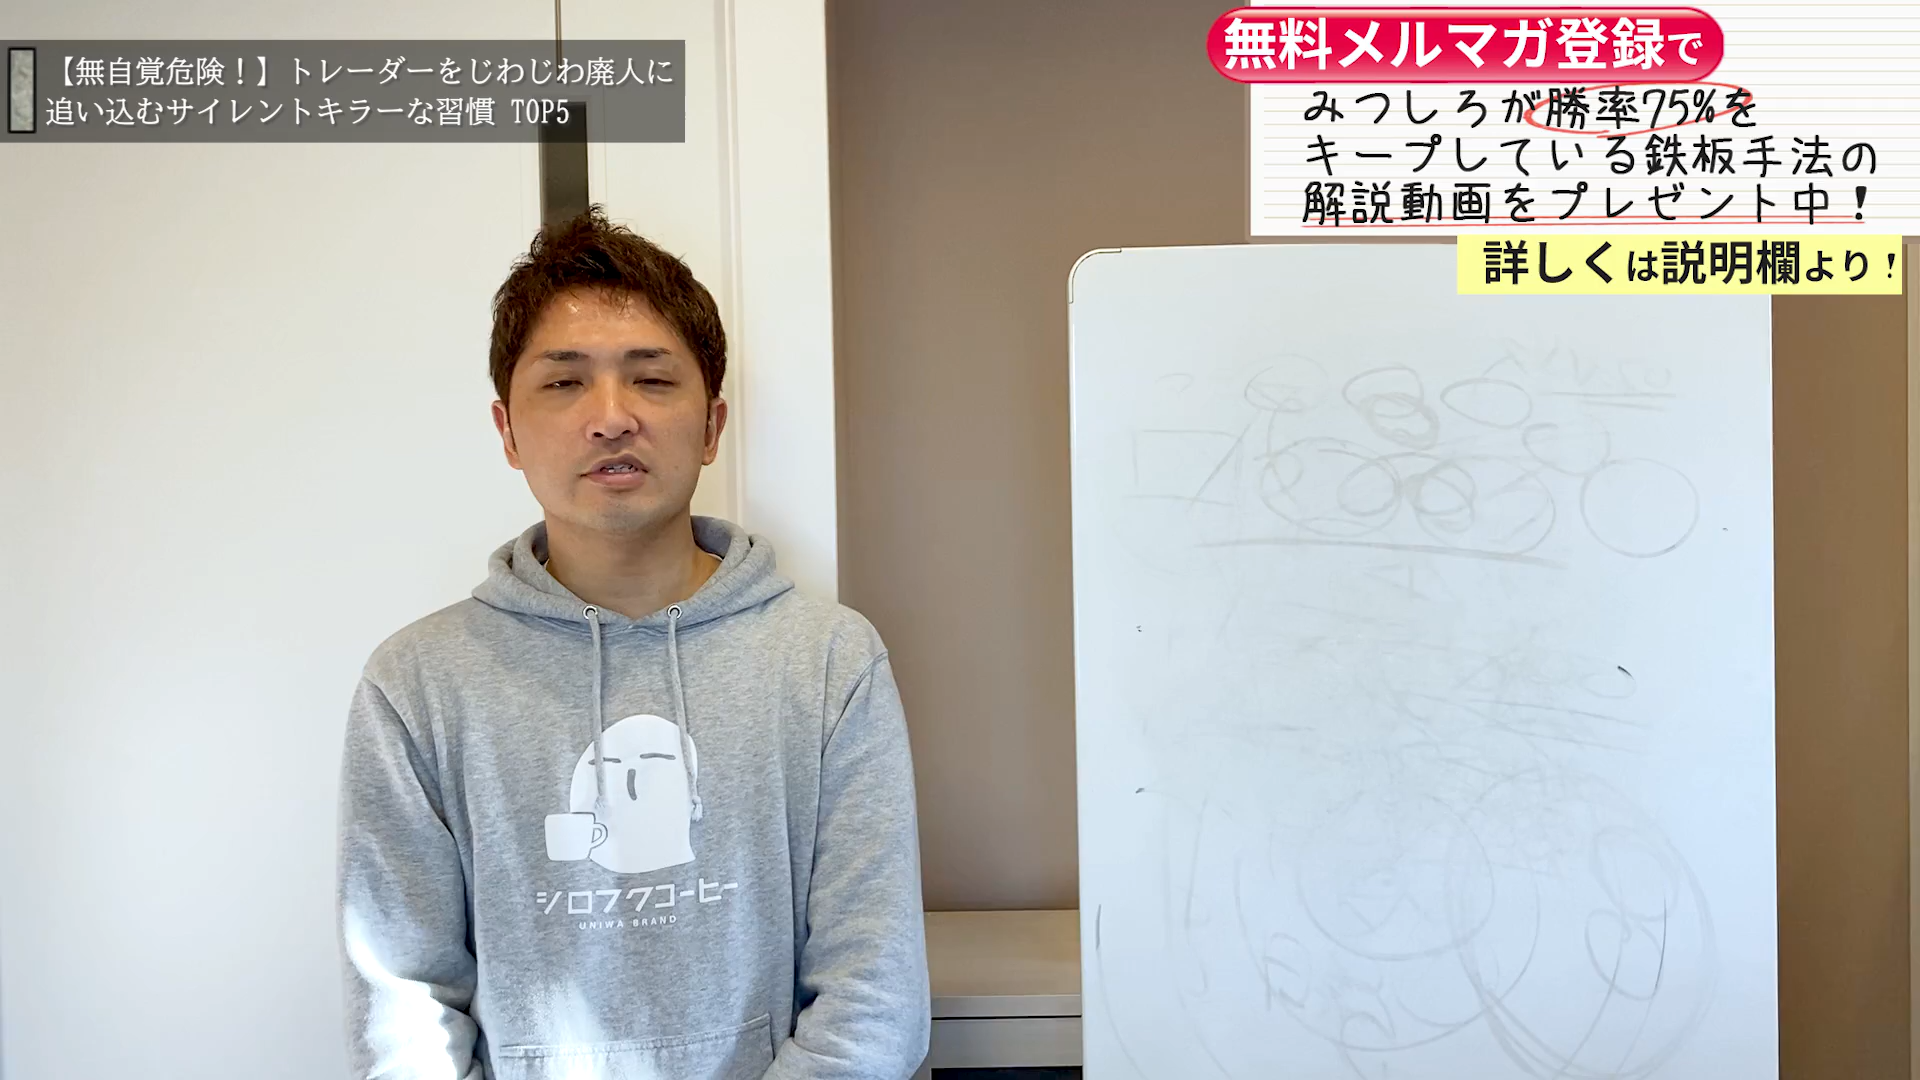 【無自覚危険！】トレーダーをじわじわ廃人に
追い込むサイレントキラーな習慣 TOP5
無料メルマガ登録で
みつしろが勝率75%を
キープしている鉄板手法の
解説動画をプレゼント中！
詳しくは説明欄より！
シロフクコーヒー
UNIWA BRAND